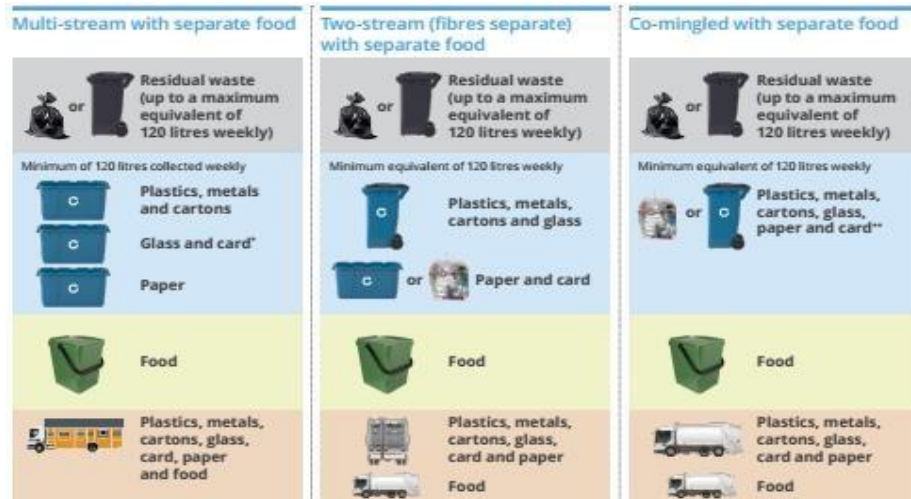 Multi-stream with separate food
or
Residual waste
(up to a maximum
equivalent of
120 litres weekly)
Minimum of 120 litres collected weekly
Plastics, metals
and cartons
Glass and card*
Paper
Food
Plastics, metals,
cartons, glass,
card, paper
and food
Two-stream (fibres separate)
with separate food
or
Residual waste
(up to a maximum
equivalent of
120 litres weekly)
Minimum equivalent of 120 litres weekly
Plastics, metals,
cartons and glass
or
Paper and card
Food
Plastics, metals,
cartons, glass,
card and paper
Food
Co-mingled with separate food
or
Residual waste
(up to a maximum
equivalent of
120 litres weekly)
Minimum equivalent of 120 litres weekly
or
Plastics, metals,
cartons, glass,
paper and card**
Food
Plastics, metals,
cartons, glass,
card and paper
Food